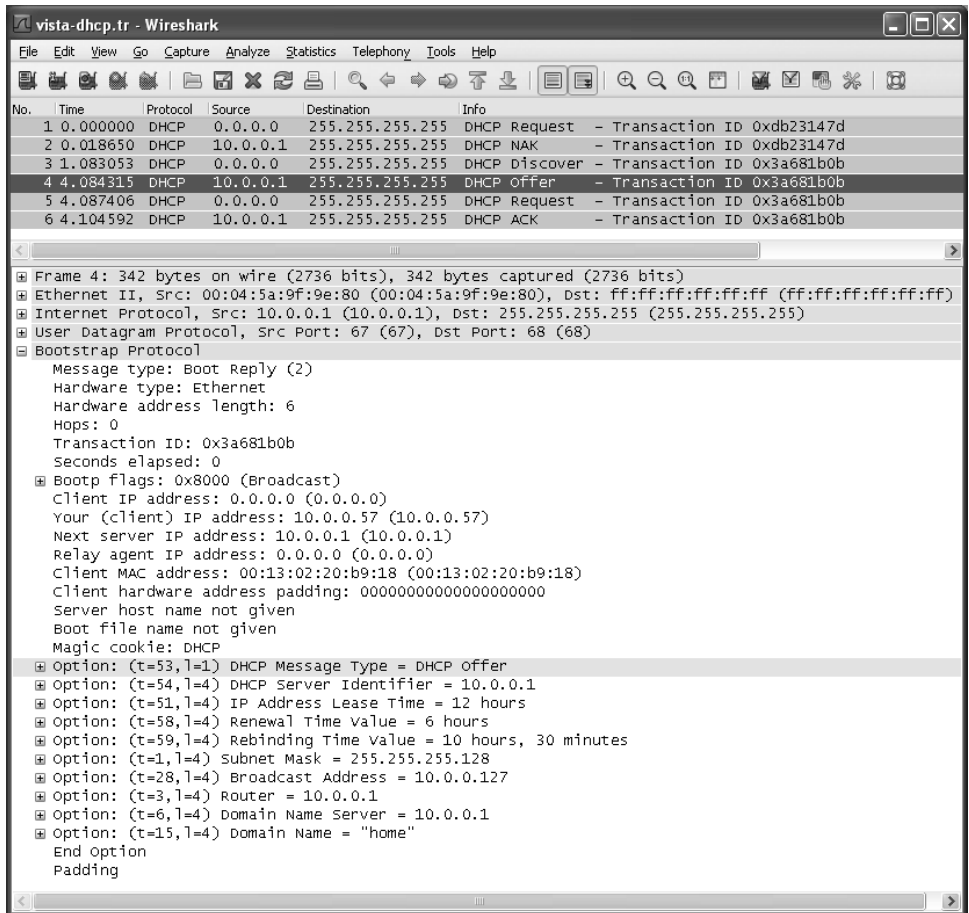 vista-dhcp.tr - Wireshark
File Edit View Go Capture Analyze Statistics Telephony Tools Help
No. Time Protocol Source Destination Info
1 0.000000 DHCP 0.0.0.0 255.255.255.255 DHCP Request - Transaction ID 0xdb23147d
2 0.018650 DHCP 10.0.0.1 255.255.255.255 DHCP NAK - Transaction ID 0xdb23147d
3 1.083053 DHCP 0.0.0.0 255.255.255.255 DHCP Discover - Transaction ID 0x3a681b0b
4 4.084315 DHCP 10.0.0.1 255.255.255.255 DHCP Offer - Transaction ID 0x3a681b0b
5 4.087406 DHCP 0.0.0.0 255.255.255.255 DHCP Request - Transaction ID 0x3a681b0b
6 4.104592 DHCP 10.0.0.1 255.255.255.255 DHCP ACK - Transaction ID 0x3a681b0b
Frame 4: 342 bytes on wire (2736 bits), 342 bytes captured (2736 bits)
Ethernet II, Src: 00:04:5a:9f:9e:80 (00:04:5a:9f:9e:80), Dst: ff:ff:ff:ff:ff:ff (ff:ff:ff:ff:ff:ff)
Internet Protocol, Src: 10.0.0.1 (10.0.0.1), Dst: 255.255.255.255 (255.255.255.255)
User Datagram Protocol, Src Port: 67 (67), Dst Port: 68 (68)
Bootstrap Protocol
Message type: Boot Reply (2)
Hardware type: Ethernet
Hardware address length: 6
Hops: 0
Transaction ID: 0x3a681b0b
Seconds elapsed: 0
Bootp flags: 0x8000 (Broadcast)
Client IP address: 0.0.0.0 (0.0.0.0)
Your (client) IP address: 10.0.0.57 (10.0.0.57)
Next server IP address: 10.0.0.1 (10.0.0.1)
Relay agent IP address: 0.0.0.0 (0.0.0.0)
Client MAC address: 00:13:02:20:b9:18 (00:13:02:20:b9:18)
Client hardware address padding: 00000000000000000000
Server host name not given
Boot file name not given
Magic cookie: DHCP
Option: (t=53,l=1) DHCP Message Type = DHCP Offer
Option: (t=54,l=4) DHCP Server Identifier = 10.0.0.1
Option: (t=51,l=4) IP Address Lease Time = 12 hours
Option: (t=58,l=4) Renewal Time Value = 6 hours
Option: (t=59,l=4) Rebinding Time Value = 10 hours, 30 minutes
Option: (t=1,l=4) Subnet Mask = 255.255.255.128
Option: (t=28,l=4) Broadcast Address = 10.0.0.127
Option: (t=3,l=4) Router = 10.0.0.1
Option: (t=6,l=4) Domain Name Server = 10.0.0.1
Option: (t=15,l=4) Domain Name = "home"
End Option
Padding